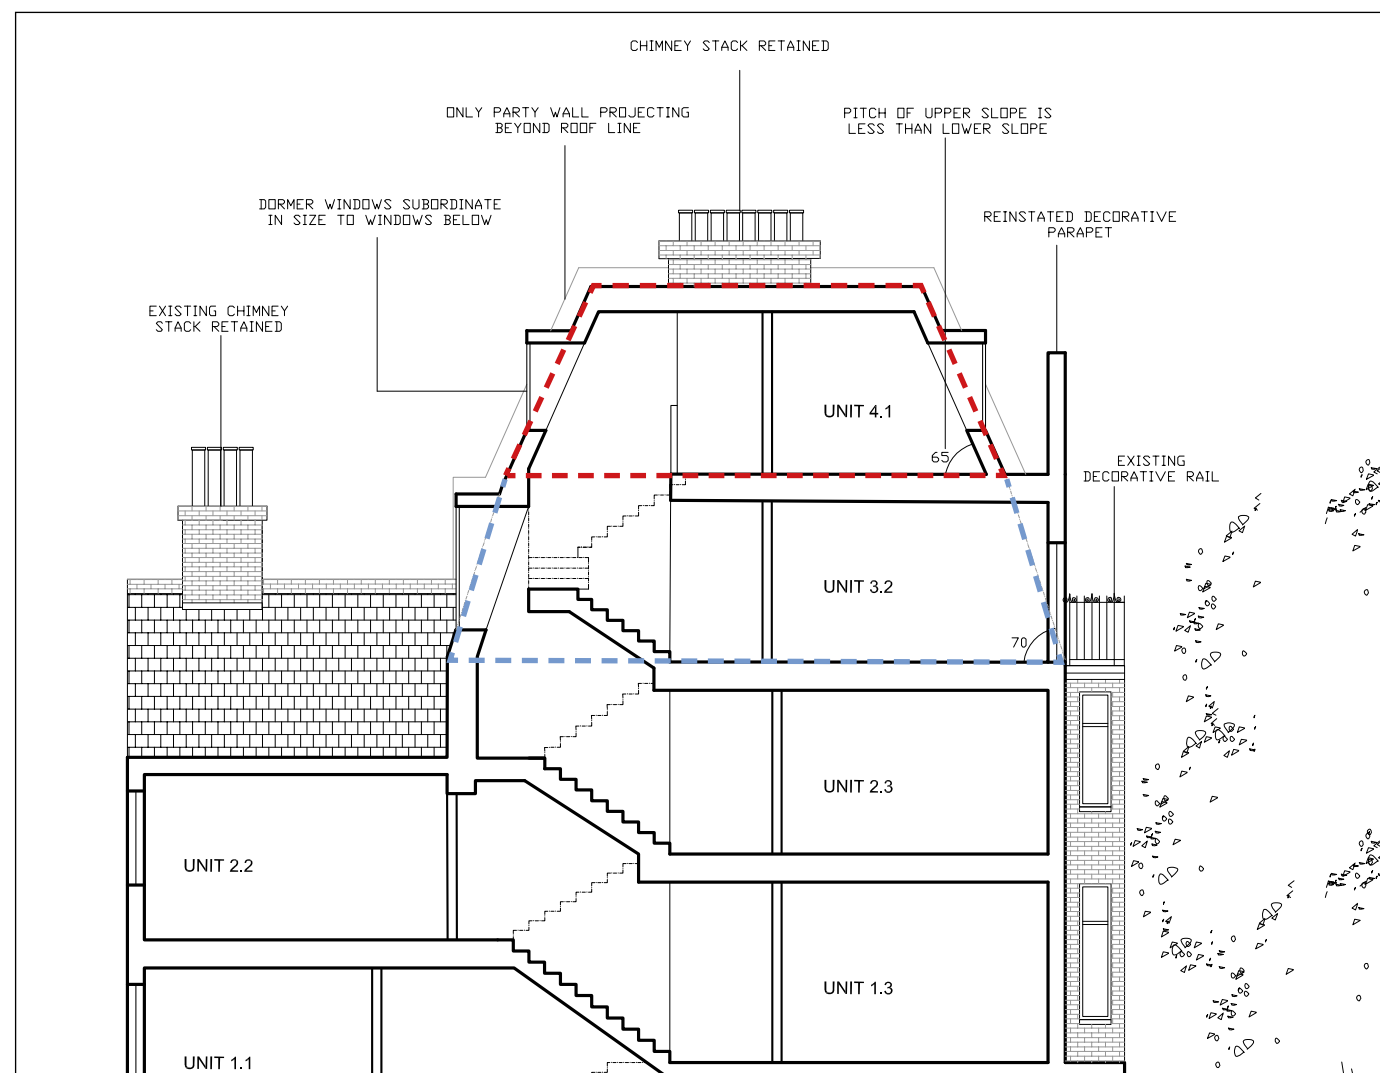 CHIMNEY STACK RETAINED
ONLY PARTY WALL PROJECTING
BEYOND ROOF LINE
PITCH OF UPPER SLOPE IS
LESS THAN LOWER SLOPE
DORMER WINDOWS SUBORDINATE
IN SIZE TO WINDOWS BELOW
REINSTATED DECORATIVE
PARAPET
EXISTING CHIMNEY
STACK RETAINED
UNIT 4.1
65
EXISTING
DECORATIVE RAIL
UNIT 3.2
70
UNIT 2.3
UNIT 2.2
UNIT 1.3
UNIT 1.1